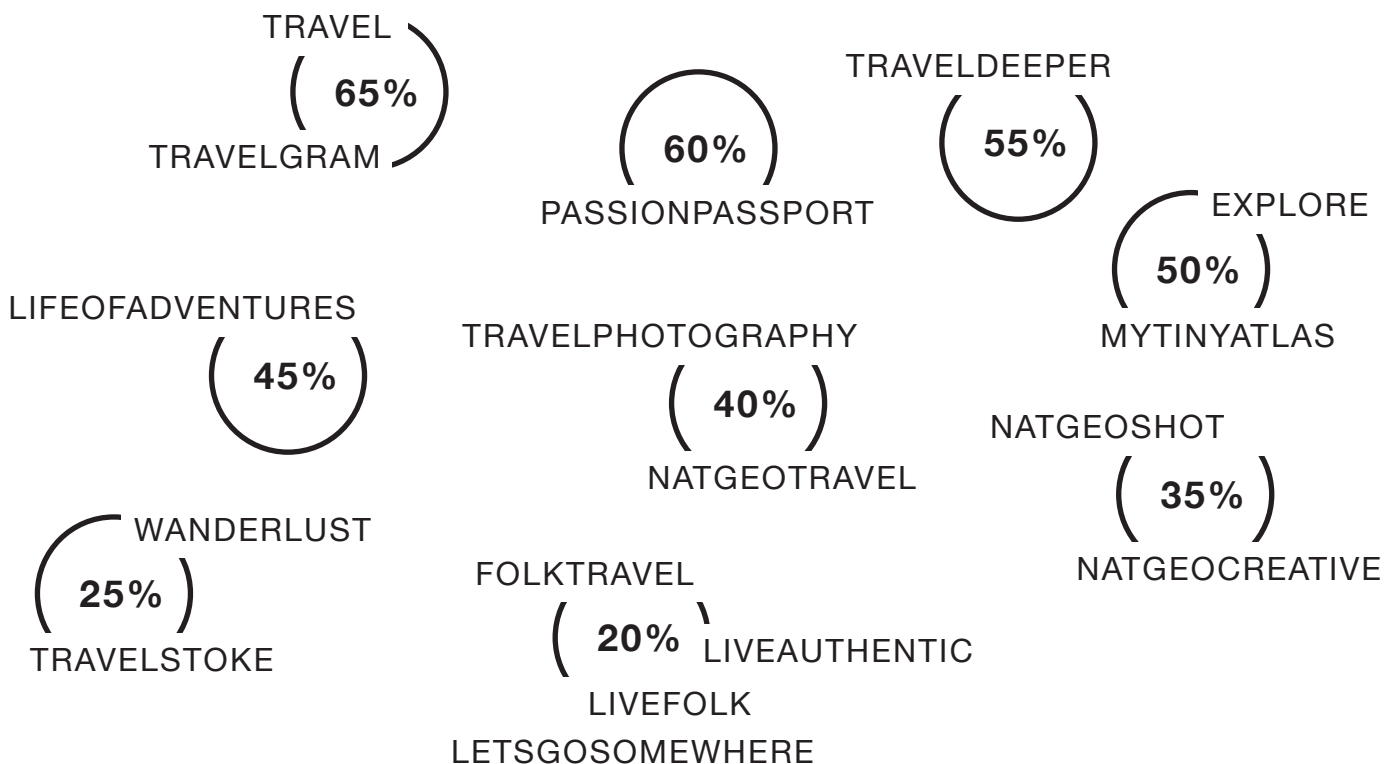 TRAVEL
65%
TRAVELGRAM
60%
PASSIONPASSPORT
TRAVELDEEPER
55%
EXPLORE
50%
MYTINYATLAS
LIFEOFADVENTURES
45%
TRAVELPHOTOGRAPHY
40%
NATGEOTRAVEL
NATGEOSHOT
35%
NATGEOCREATIVE
WANDERLUST
25%
TRAVELSTOKE
FOLKTRAVEL
20%
LIVEAUTHENTIC
LIVEFOLK
LETSGOSOMEWHERE